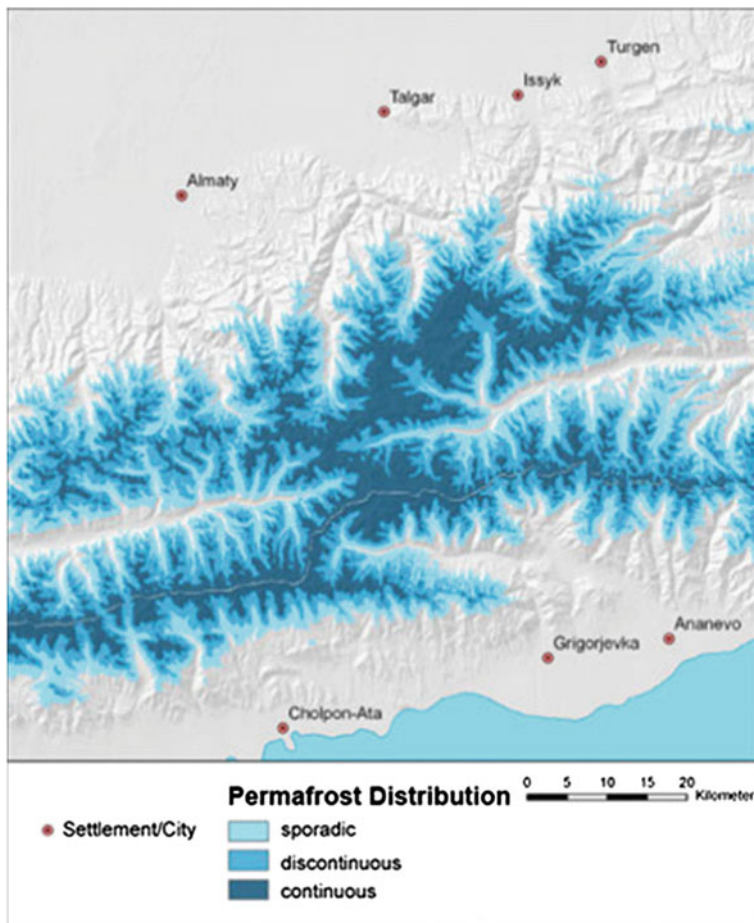 Turgen
Issyk
Talgar
Almaty
Ananevo
Grigorjevka
Cholpon-Ata
Permafrost Distribution
0 5 10 15 20
Kilometer
Settlement/City
sporadic
discontinuous
continuous